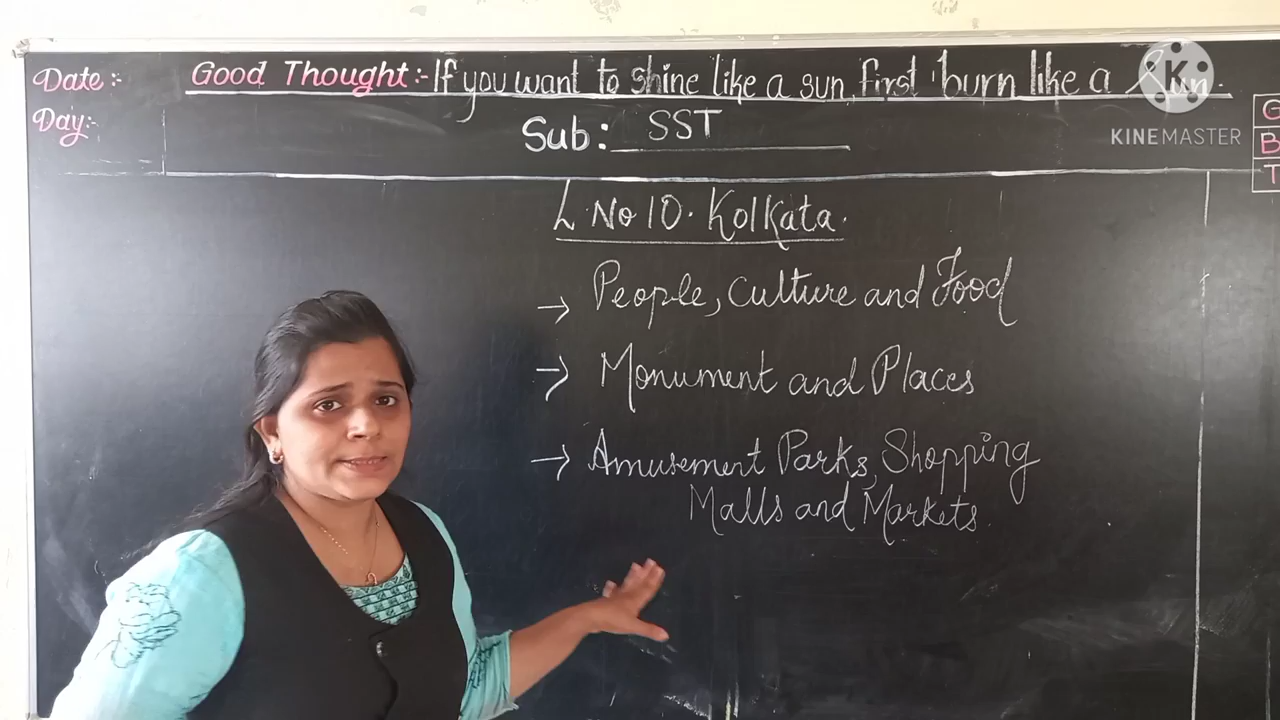 Date:-
Good Thought:- If you want to shine like a sun, first burn like a Sun.
Day:-
Sub: SST
KINEMASTER
G
B
T
L. No 10. Kolkata.
→ People, Culture and Food
→ Monument and Places
→ Amusement Parks, Shopping
Malls and Markets.